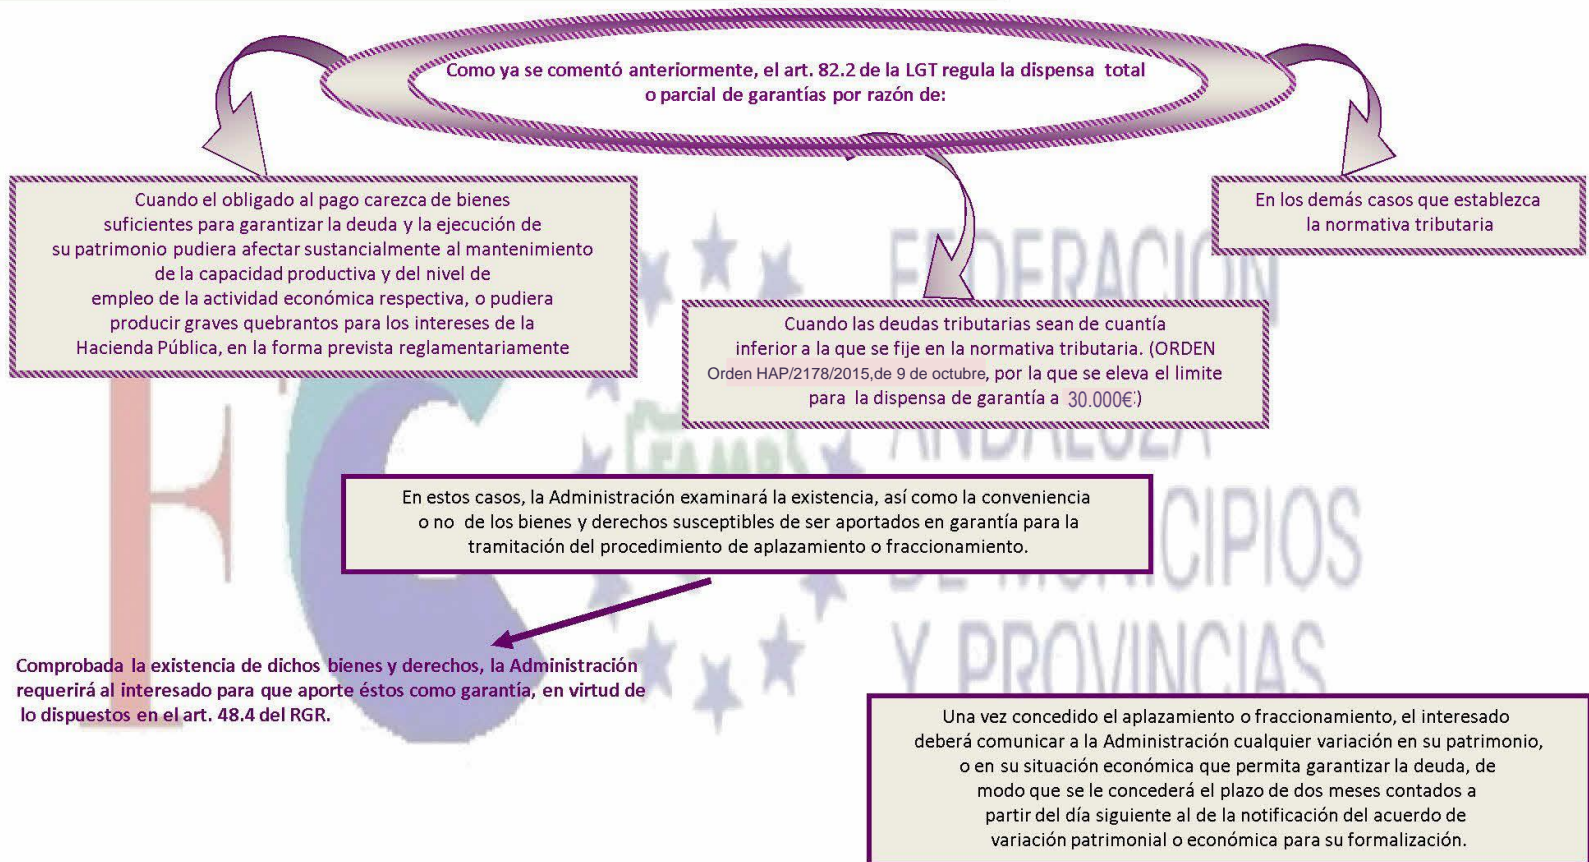 Como ya se comentó anteriormente, el art. 82.2 de la LGT regula la dispensa total
o parcial de garantías por razón de:
Cuando el obligado al pago carezca de bienes
suficientes para garantizar la deuda y la ejecución de
su patrimonio pudiera afectar sustancialmente al mantenimiento
de la capacidad productiva y del nivel de
empleo de la actividad económica respectiva, o pudiera
producir graves quebrantos para los intereses de la
Hacienda Pública, en la forma prevista reglamentariamente
En los demás casos que establezca
la normativa tributaria
Cuando las deudas tributarias sean de cuantía
inferior a la que se fije en la normativa tributaria. (ORDEN
Orden HAP/2178/2015,de 9 de octubre, por la que se eleva el limite
para la dispensa de garantía a 30.000€)
En estos casos, la Administración examinará la existencia, así como la conveniencia
o no de los bienes y derechos susceptibles de ser aportados en garantía para la
tramitación del procedimiento de aplazamiento o fraccionamiento.
Comprobada la existencia de dichos bienes y derechos, la Administración
requerirá al interesado para que aporte éstos como garantía, en virtud de
lo dispuestos en el art. 48.4 del RGR.
Una vez concedido el aplazamiento o fraccionamiento, el interesado
deberá comunicar a la Administración cualquier variación en su patrimonio,
o en su situación económica que permita garantizar la deuda, de
modo que se le concederá el plazo de dos meses contados a
partir del día siguiente al de la notificación del acuerdo de
variación patrimonial o económica para su formalización.
FEDERACION
ANDALUZA
DE MUNICIPIOS
Y PROVINCIAS
FAMP
FC